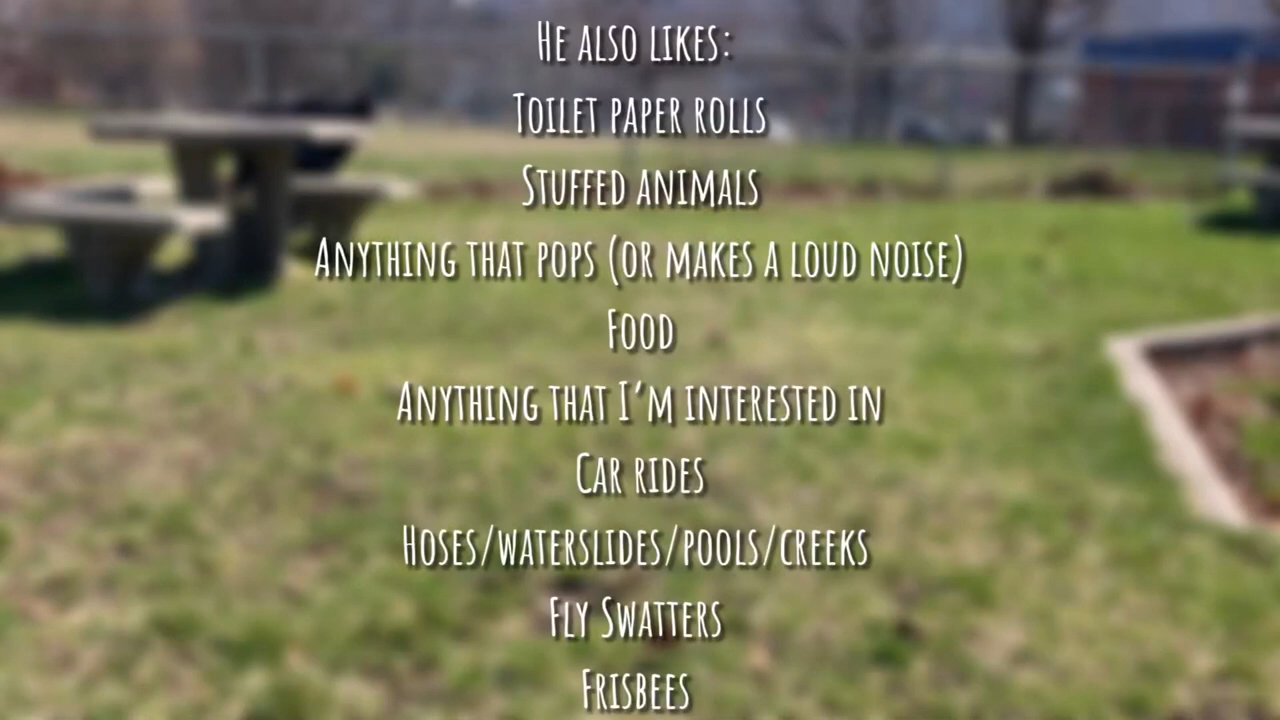 He also likes:
Toilet paper rolls
Stuffed animals
Anything that pops (or makes a loud noise)
Food
Anything that I'm interested in
Car rides
Hoses/waterslides/pools/creeks
Fly Swatters
Frisbees